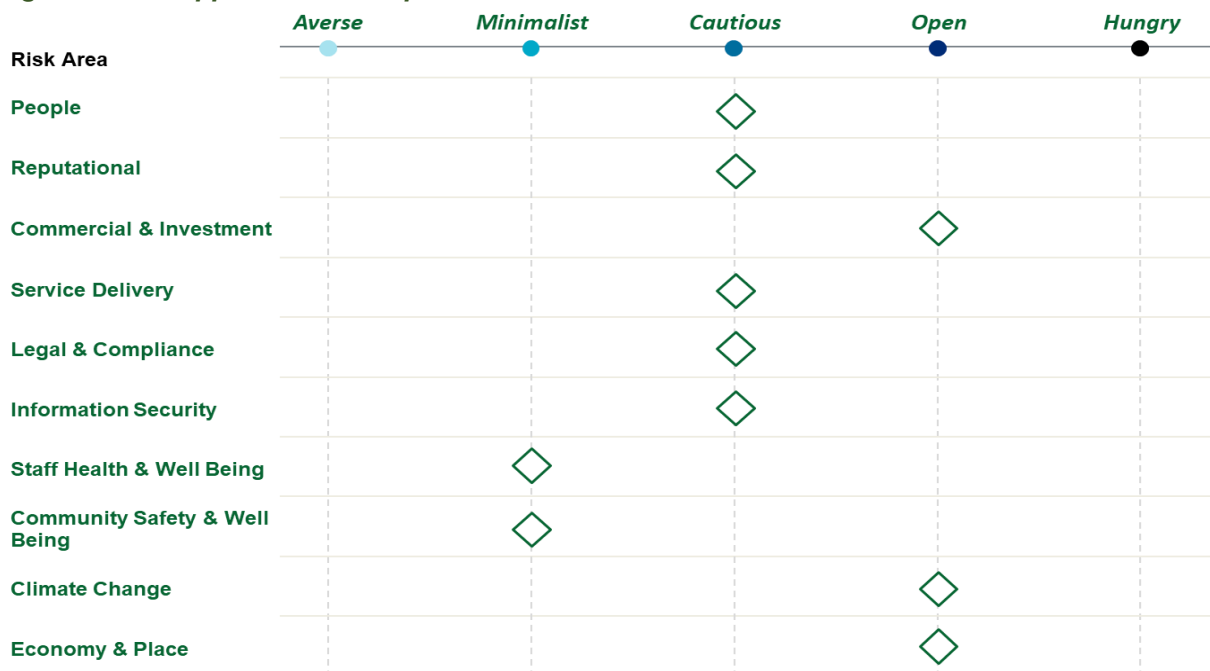 Averse Minimalist Cautious Open Hungry
Risk Area
People
Reputational
Commercial & Investment
Service Delivery
Legal & Compliance
Information Security
Staff Health & Well Being
Community Safety & Well
Being
Climate Change
Economy & Place